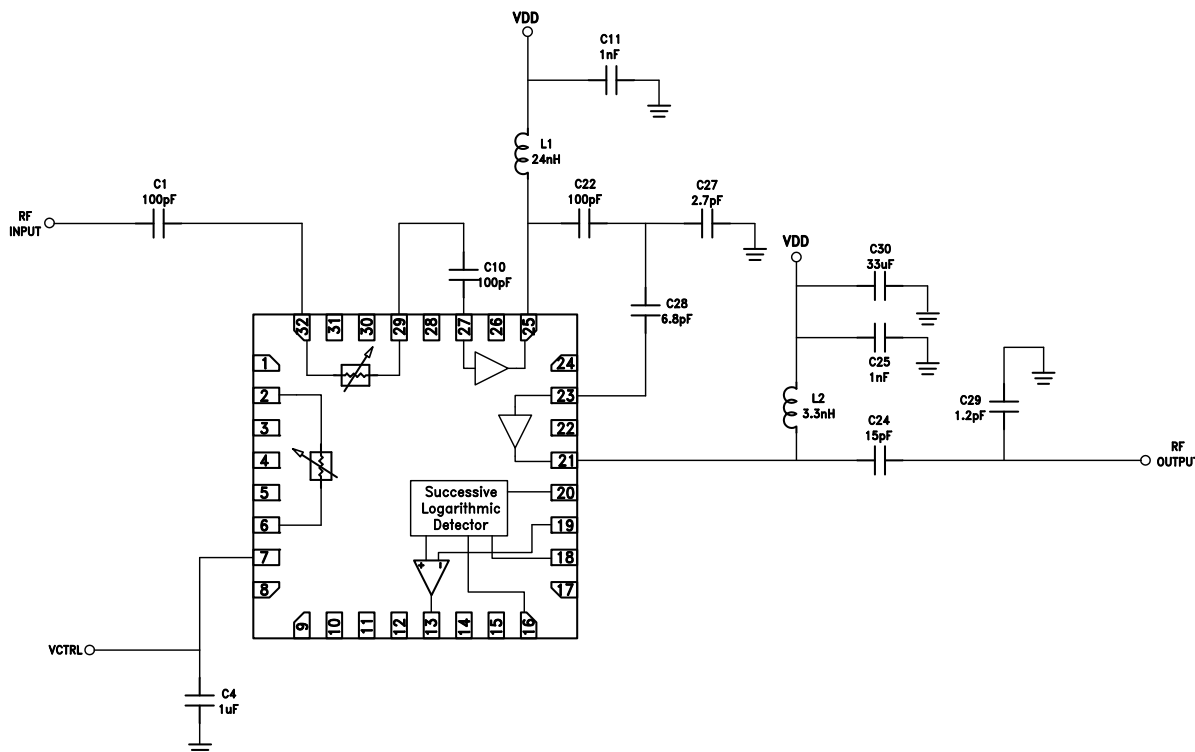 VDD
C11
1nF
L1
24nH
C1
100pF
C22
100pF
C27
2.7pF
RF
INPUT
VDD
C30
33uF
C10
100pF
C28
6.8pF
32
31
30
29
28
27
26
25
C25
1nF
1
24
2
23
L2
3.3nH
C29
1.2pF
3
22
C24
15pF
4
21
RF
OUTPUT
5
20
Successive
Logarithmic
Detector
6
19
7
18
+
-
8
17
9
10
11
12
13
14
15
16
VCTRL
C4
1uF